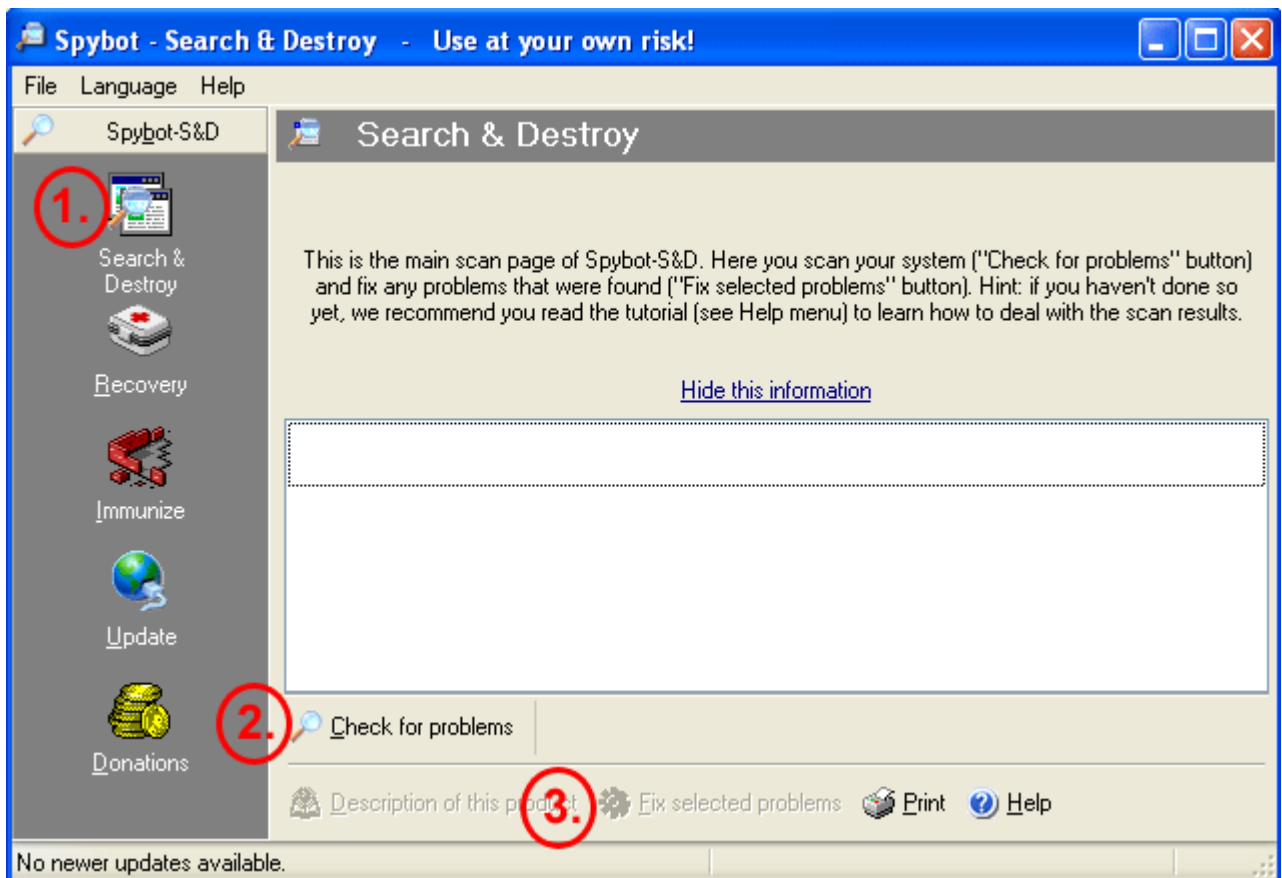 Spybot - Search & Destroy - Use at your own risk!
File Language Help
Spybot-S&D
Search & Destroy
1.
Search &
Destroy
Recovery
Immunize
Update
Donations
This is the main scan page of Spybot-S&D. Here you scan your system ("Check for problems" button)
and fix any problems that were found ("Fix selected problems" button). Hint: if you haven't done so
yet, we recommend you read the tutorial (see Help menu) to learn how to deal with the scan results.
Hide this information
2.
Check for problems
Description of this product
3.
Fix selected problems
Print
Help
No newer updates available.